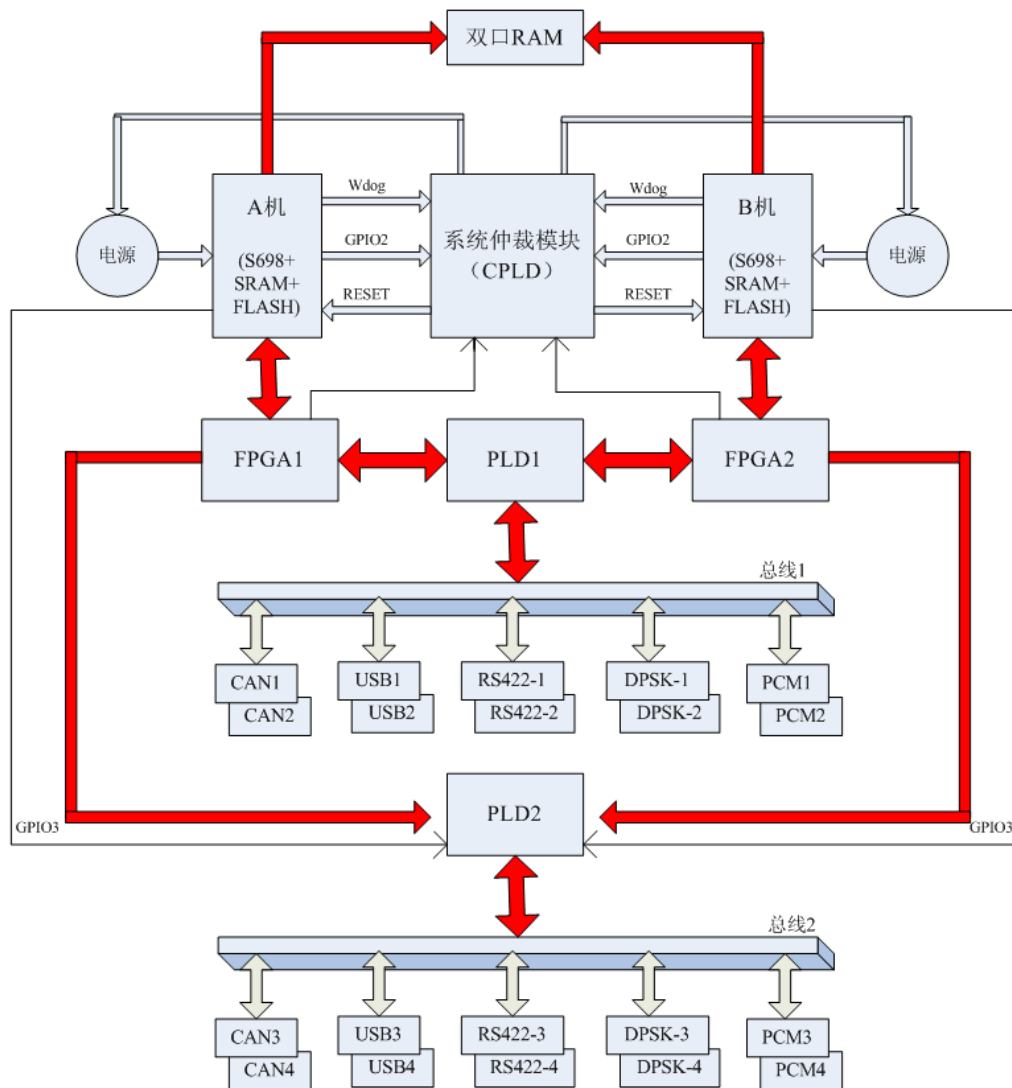 双口RAM
A机
(S698+
SRAM+
FLASH)
Wdog
GPIO2
RESET
系统仲裁模块
（CPLD）
Wdog
GPIO2
RESET
B机
(S698+
SRAM+
FLASH)
电源
电源
FPGA1
PLD1
FPGA2
总线1
CAN1
CAN2
USB1
USB2
RS422-1
RS422-2
DPSK-1
DPSK-2
PCM1
PCM2
PLD2
GPIO3
GPIO3
总线2
CAN3
CAN4
USB3
USB4
RS422-3
RS422-4
DPSK-3
DPSK-4
PCM3
PCM4